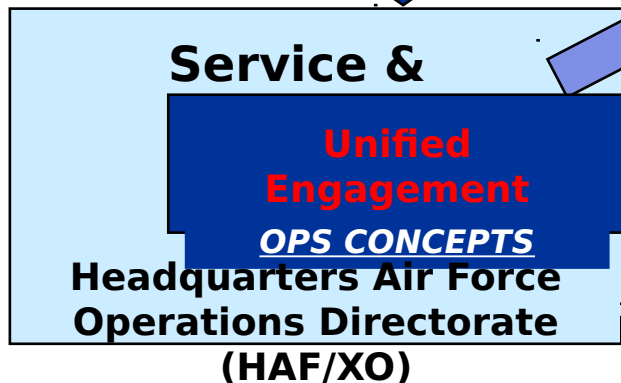 Service &
Unified
Engagement
OPS CONCEPTS
Headquarters Air Force
Operations Directorate
(HAF/XO)